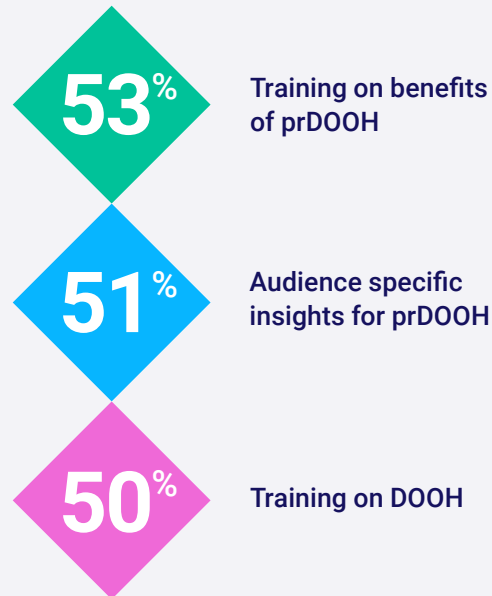 53%
Training on benefits
of prDOOH
51%
Audience specific
insights for prDOOH
50%
Training on DOOH